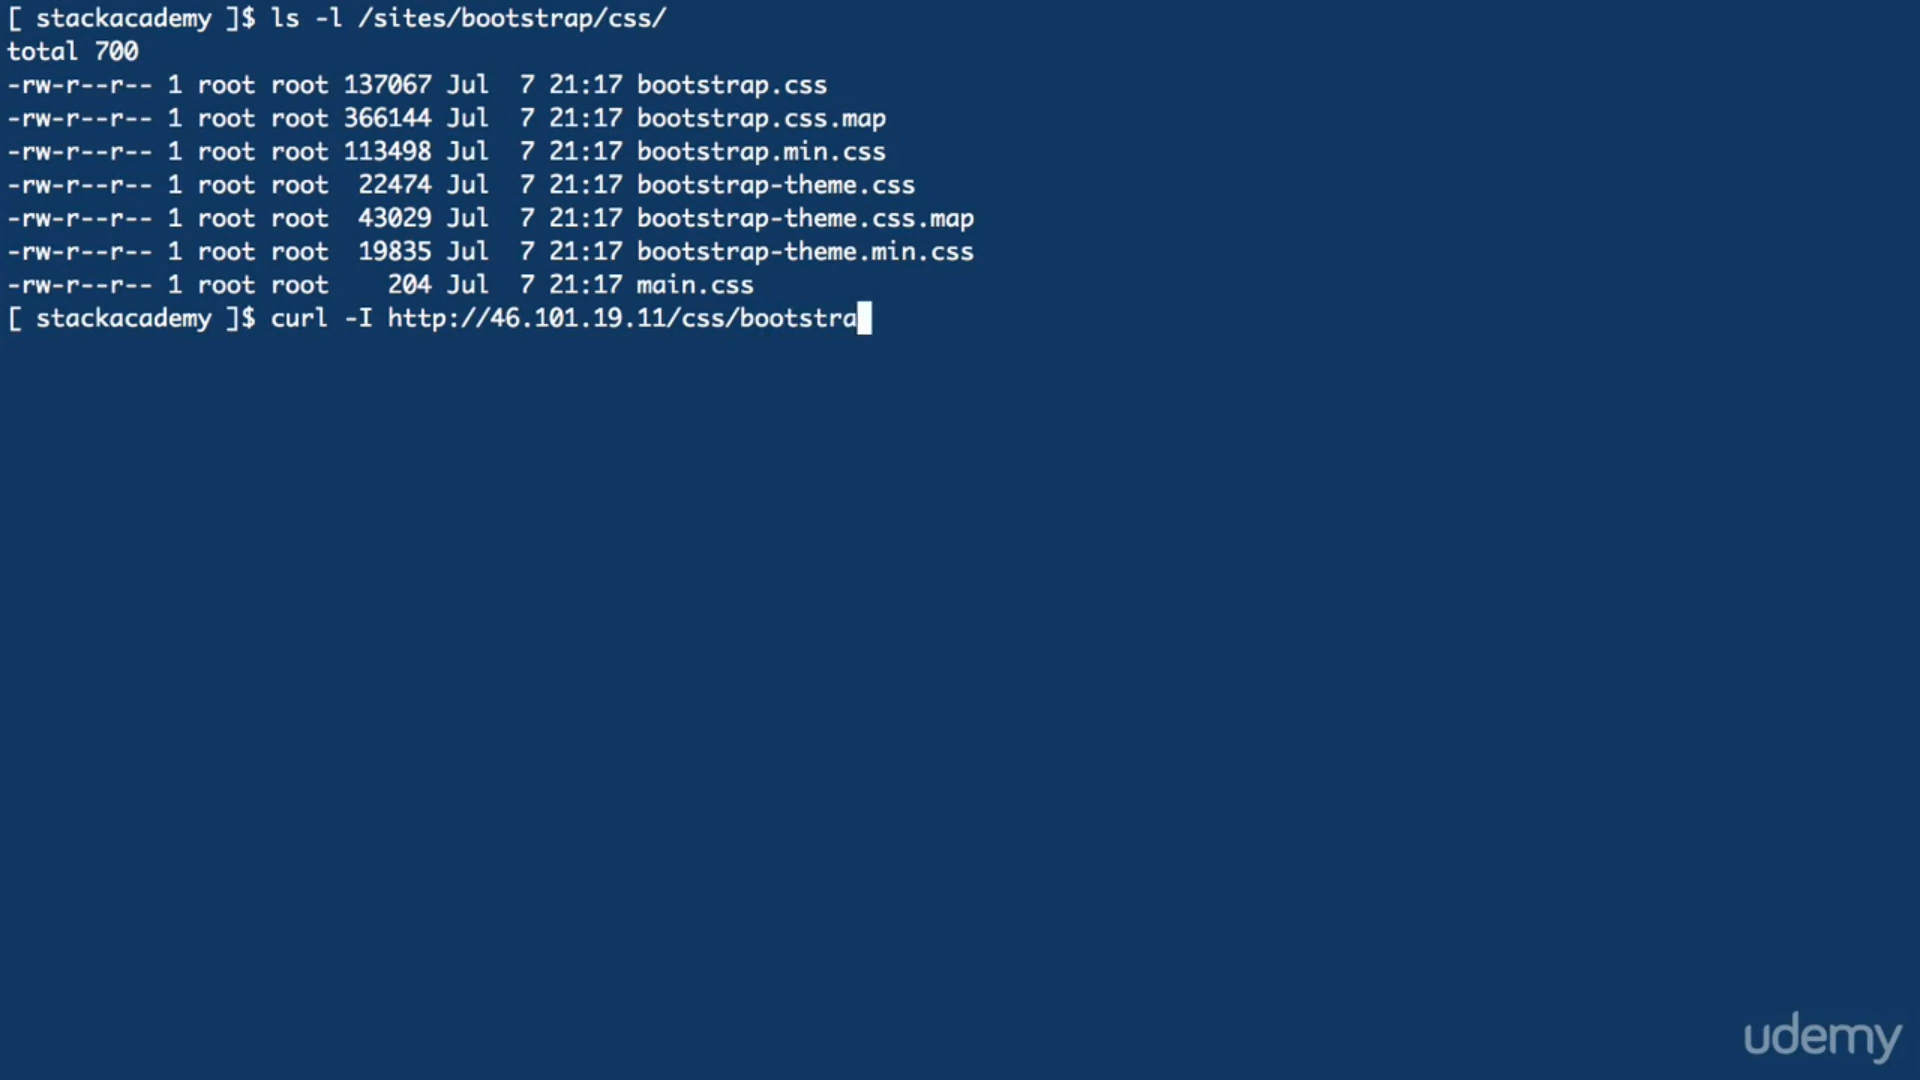 [ stackacademy ]$ ls -l /sites/bootstrap/css/
total 700
-rw-r--r-- 1 root root 137067 Jul  7 21:17 bootstrap.css
-rw-r--r-- 1 root root 366144 Jul  7 21:17 bootstrap.css.map
-rw-r--r-- 1 root root 113498 Jul  7 21:17 bootstrap.min.css
-rw-r--r-- 1 root root  22474 Jul  7 21:17 bootstrap-theme.css
-rw-r--r-- 1 root root  43029 Jul  7 21:17 bootstrap-theme.css.map
-rw-r--r-- 1 root root  19835 Jul  7 21:17 bootstrap-theme.min.css
-rw-r--r-- 1 root root    204 Jul  7 21:17 main.css
[ stackacademy ]$ curl -I http://46.101.19.11/css/bootstra
udemy